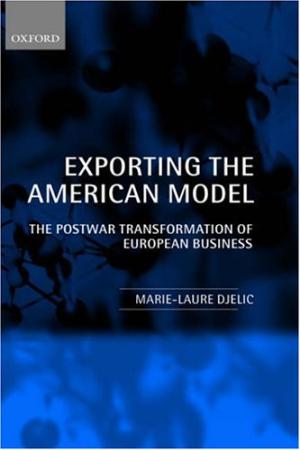 OXFORD
EXPORTING THE
AMERICAN MODEL
THE POSTWAR TRANSFORMATION OF
EUROPEAN BUSINESS
MARIE-LAURE DJELIC